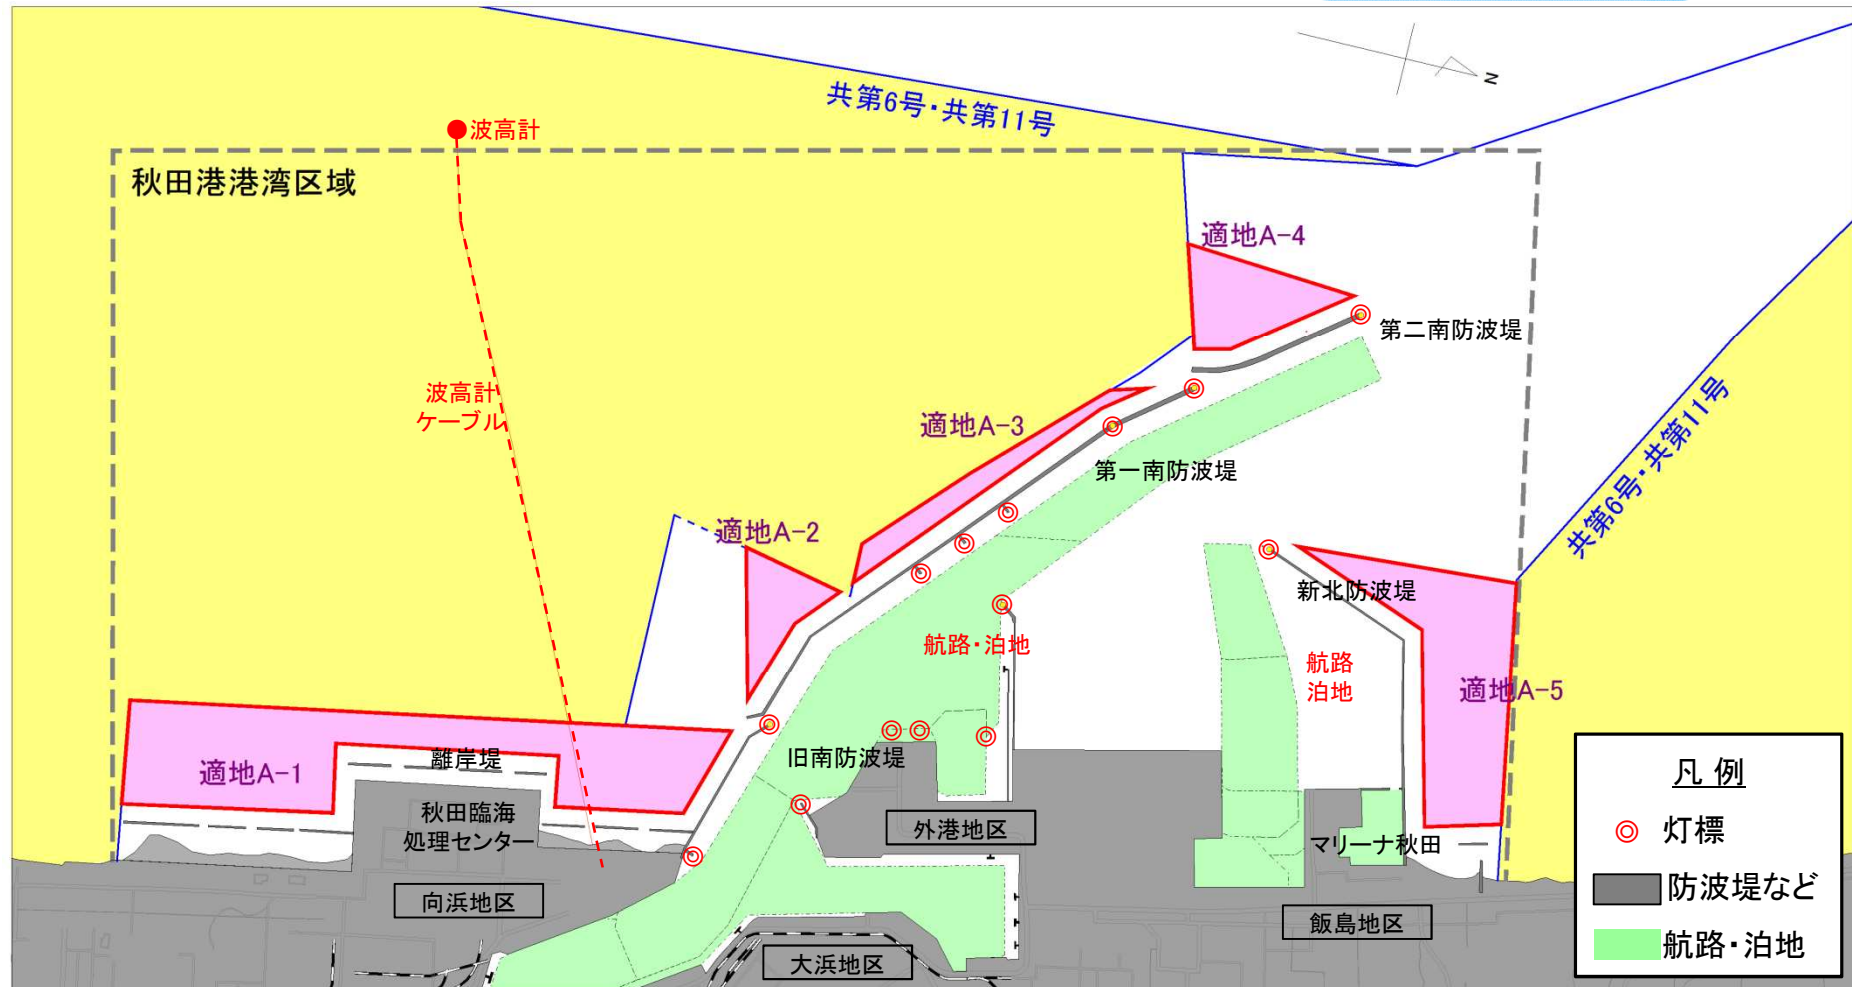 N
共第6号・共第11号
波高計
秋田港港湾区域
適地A-4
第二南防波堤
波高計
ケーブル
適地A-3
第一南防波堤
共第6号・共第11号
適地A-2
新北防波堤
航路・泊地
航路
泊地
適地A-5
離岸堤
旧南防波堤
適地A-1
秋田臨海
処理センター
外港地区
マリーナ秋田
向浜地区
飯島地区
大浜地区
凡 例
灯標
防波堤など
航路・泊地